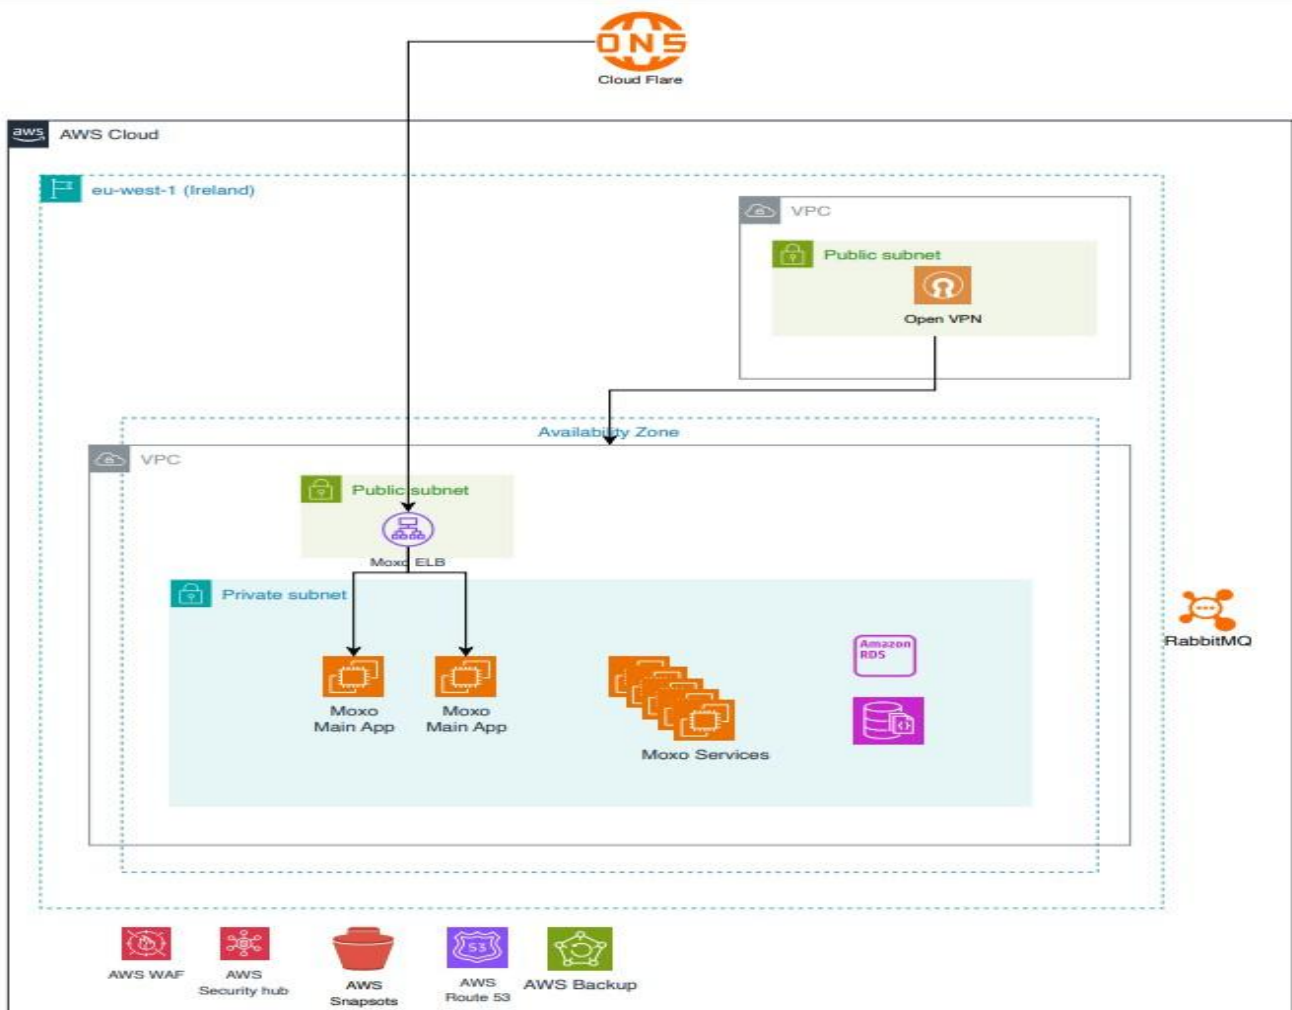 DNS
Cloud Flare
aws
AWS Cloud
eu-west-1 (Ireland)
VPC
Public subnet
Open VPN
Availability Zone
VPC
Public subnet
Moxo ELB
Private subnet
Amazon
RDS
RabbitMQ
Moxo
Main App
Moxo
Main App
Moxo Services
53
AWS WAF
AWS
Security hub
AWS
Snapsots
AWS
Route 53
AWS Backup